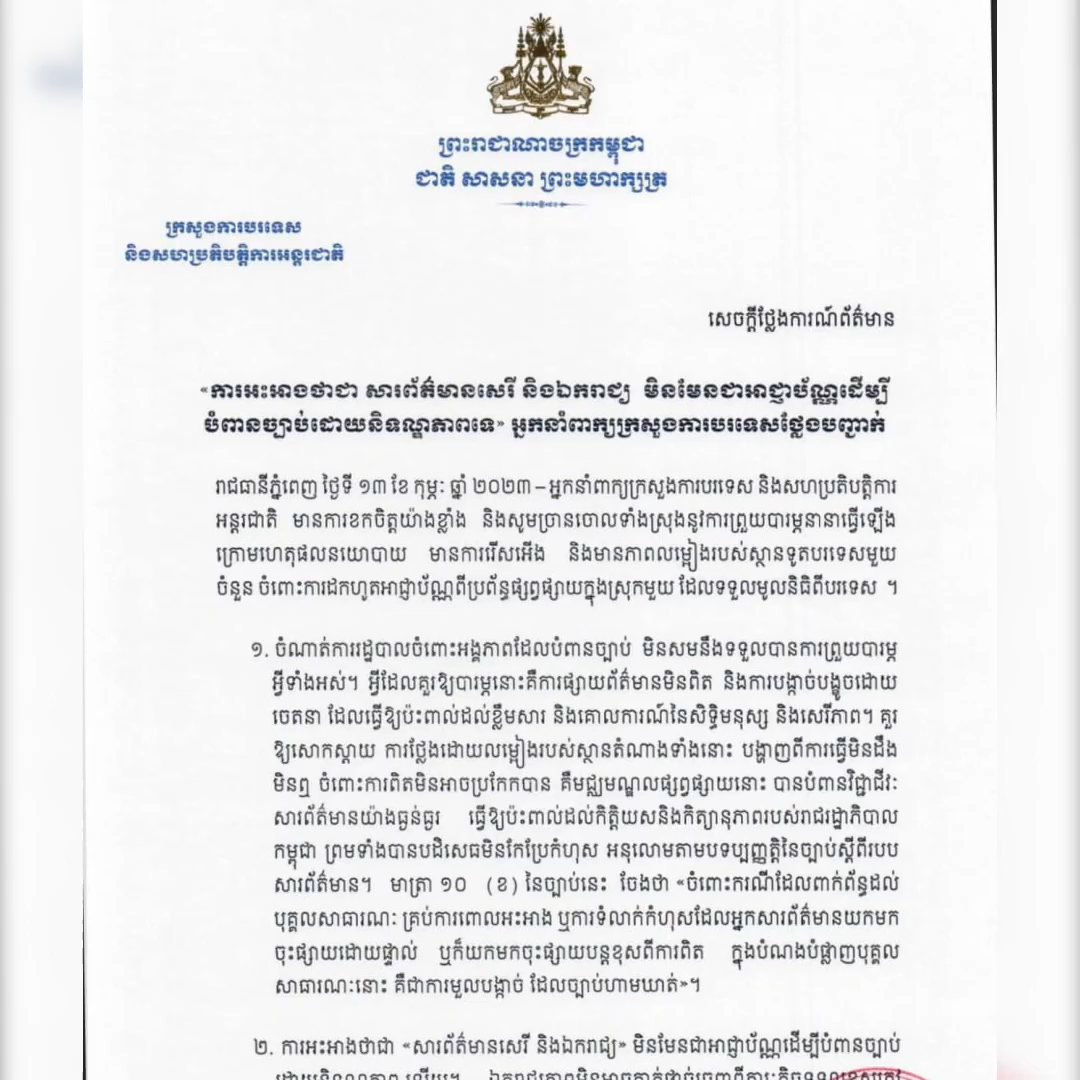 ព្រះរាជាណាចក្រកម្ពុជា
ជាតិ សាសនា ព្រះមហាក្សត្រ
ក្រសួងការបរទេស
និងសហប្រតិបត្តិការអន្តរជាតិ
សេចក្តីថ្លែងការណ៍ព័ត៌មាន
«ការអះអាងថាជា សារព័ត៌មានសេរី និងឯករាជ្យ មិនមែនជាអាជ្ញាប័ណ្ណដើម្បី
បំពានច្បាប់ដោយនិទណ្ឌភាពទេ» អ្នកនាំពាក្យក្រសួងការបរទេសថ្លែងបញ្ជាក់
រាជធានីភ្នំពេញ ថ្ងៃទី ១៣ ខែ កុម្ភៈ ឆ្នាំ ២០២៣ – អ្នកនាំពាក្យក្រសួងការបរទេស និងសហប្រតិបត្តិការ
អន្តរជាតិ មានការខកចិត្តយ៉ាងខ្លាំង និងសូមច្រានចោលទាំងស្រុងនូវការព្រួយបារម្ភនានាធ្វើឡើង
ក្រោមហេតុផលនយោបាយ មានការរើសអើង និងមានភាពលម្អៀងរបស់ស្ថានទូតបរទេសមួយ
ចំនួន ចំពោះការដកហូតអាជ្ញាប័ណ្ណពីប្រព័ន្ធផ្សព្វផ្សាយក្នុងស្រុកមួយ ដែលទទួលមូលនិធិពីបរទេស ។
១. ចំណាត់ការរដ្ឋបាលចំពោះអង្គភាពដែលបំពានច្បាប់ មិនសមនឹងទទួលបានការព្រួយបារម្ភ
អ្វីទាំងអស់។ អ្វីដែលគួរឱ្យបារម្ភនោះគឺការផ្សាយព័ត៌មានមិនពិត និងការបង្កាច់បង្ខូចដោយ
ចេតនា ដែលធ្វើឱ្យប៉ះពាល់ដល់ខ្លឹមសារ និងគោលការណ៍នៃសិទ្ធិមនុស្ស និងសេរីភាព។ គួរ
ឱ្យសោកស្តាយ ការថ្លែងដោយលម្អៀងរបស់ស្ថានតំណាងទាំងនោះ បង្ហាញពីការធ្វើមិនដឹង
មិនឮ ចំពោះការពិតមិនអាចប្រកែកបាន គឺមជ្ឈមណ្ឌលផ្សព្វផ្សាយនោះ បានបំពានវិជ្ជាជីវៈ
សារព័ត៌មានយ៉ាងធ្ងន់ធ្ងរ ធ្វើឱ្យប៉ះពាល់ដល់កិត្តិយសនិងកិត្យានុភាពរបស់រាជរដ្ឋាភិបាល
កម្ពុជា ព្រមទាំងបានបដិសេធមិនកែប្រែកំហុស អនុលោមតាមបទប្បញ្ញត្តិនៃច្បាប់ស្តីពីរបប
សារព័ត៌មាន។ មាត្រា ១០ (ខ) នៃច្បាប់នេះ ចែងថា «ចំពោះករណីដែលពាក់ព័ន្ធដល់
បុគ្គលសាធារណៈ គ្រប់ការពោលអះអាង ឬការទំលាក់កំហុសដែលអ្នកសារព័ត៌មានយកមក
ចុះផ្សាយដោយផ្ទាល់ ឬក៏យកមកចុះផ្សាយបន្តខុសពីការពិត ក្នុងបំណងបំផ្លាញបុគ្គល
សាធារណៈនោះ គឺជាការមួលបង្កាច់ ដែលច្បាប់ហាមឃាត់»។
២. ការអះអាងថាជា «សារព័ត៌មានសេរី និងឯករាជ្យ» មិនមែនជាអាជ្ញាប័ណ្ណដើម្បីបំពានច្បាប់